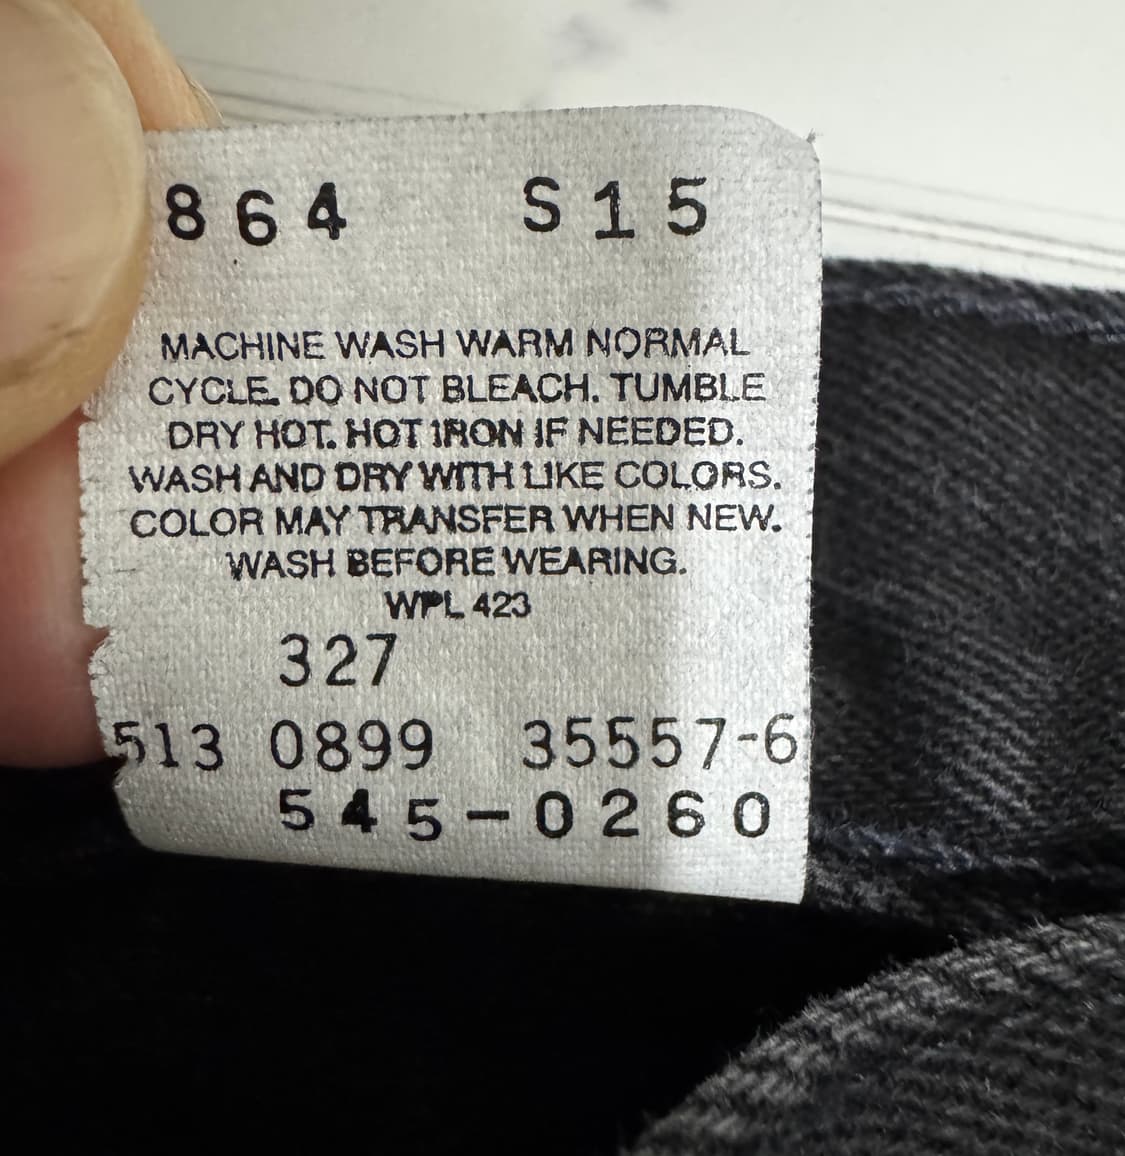 864 S15
MACHINE WASH WARM NORMAL
CYCLE. DO NOT BLEACH. TUMBLE
DRY HOT. HOT IRON IF NEEDED.
WASH AND DRY WITH LIKE COLORS.
COLOR MAY TRANSFER WHEN NEW.
WASH BEFORE WEARING.
WPL 423
327
513 0899 35557-6
545-0260